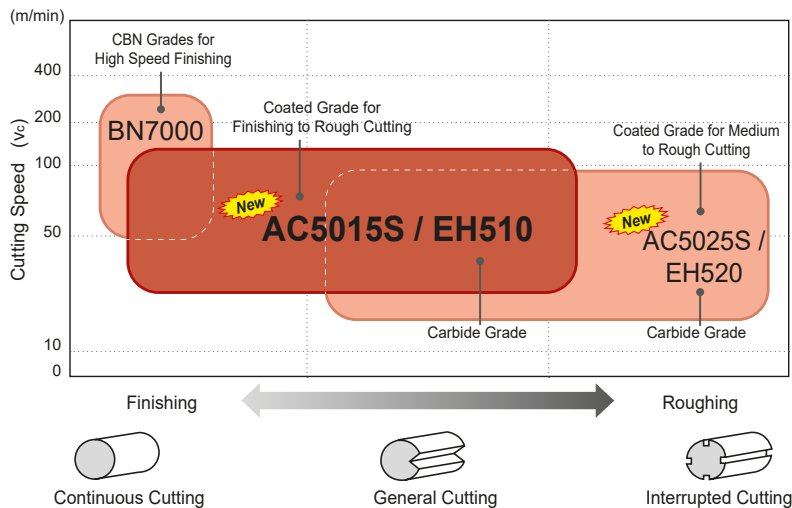 (m/min)
CBN Grades for
High Speed Finishing
400
Coated Grade for
Finishing to Rough Cutting
200
BN7000
Coated Grade for Medium
to Rough Cutting
100
Cutting Speed (vc)
New
New
AC5015S / EH510
50
AC5025S /
EH520
Carbide Grade
Carbide Grade
10
0
Finishing
Roughing
Continuous Cutting
General Cutting
Interrupted Cutting